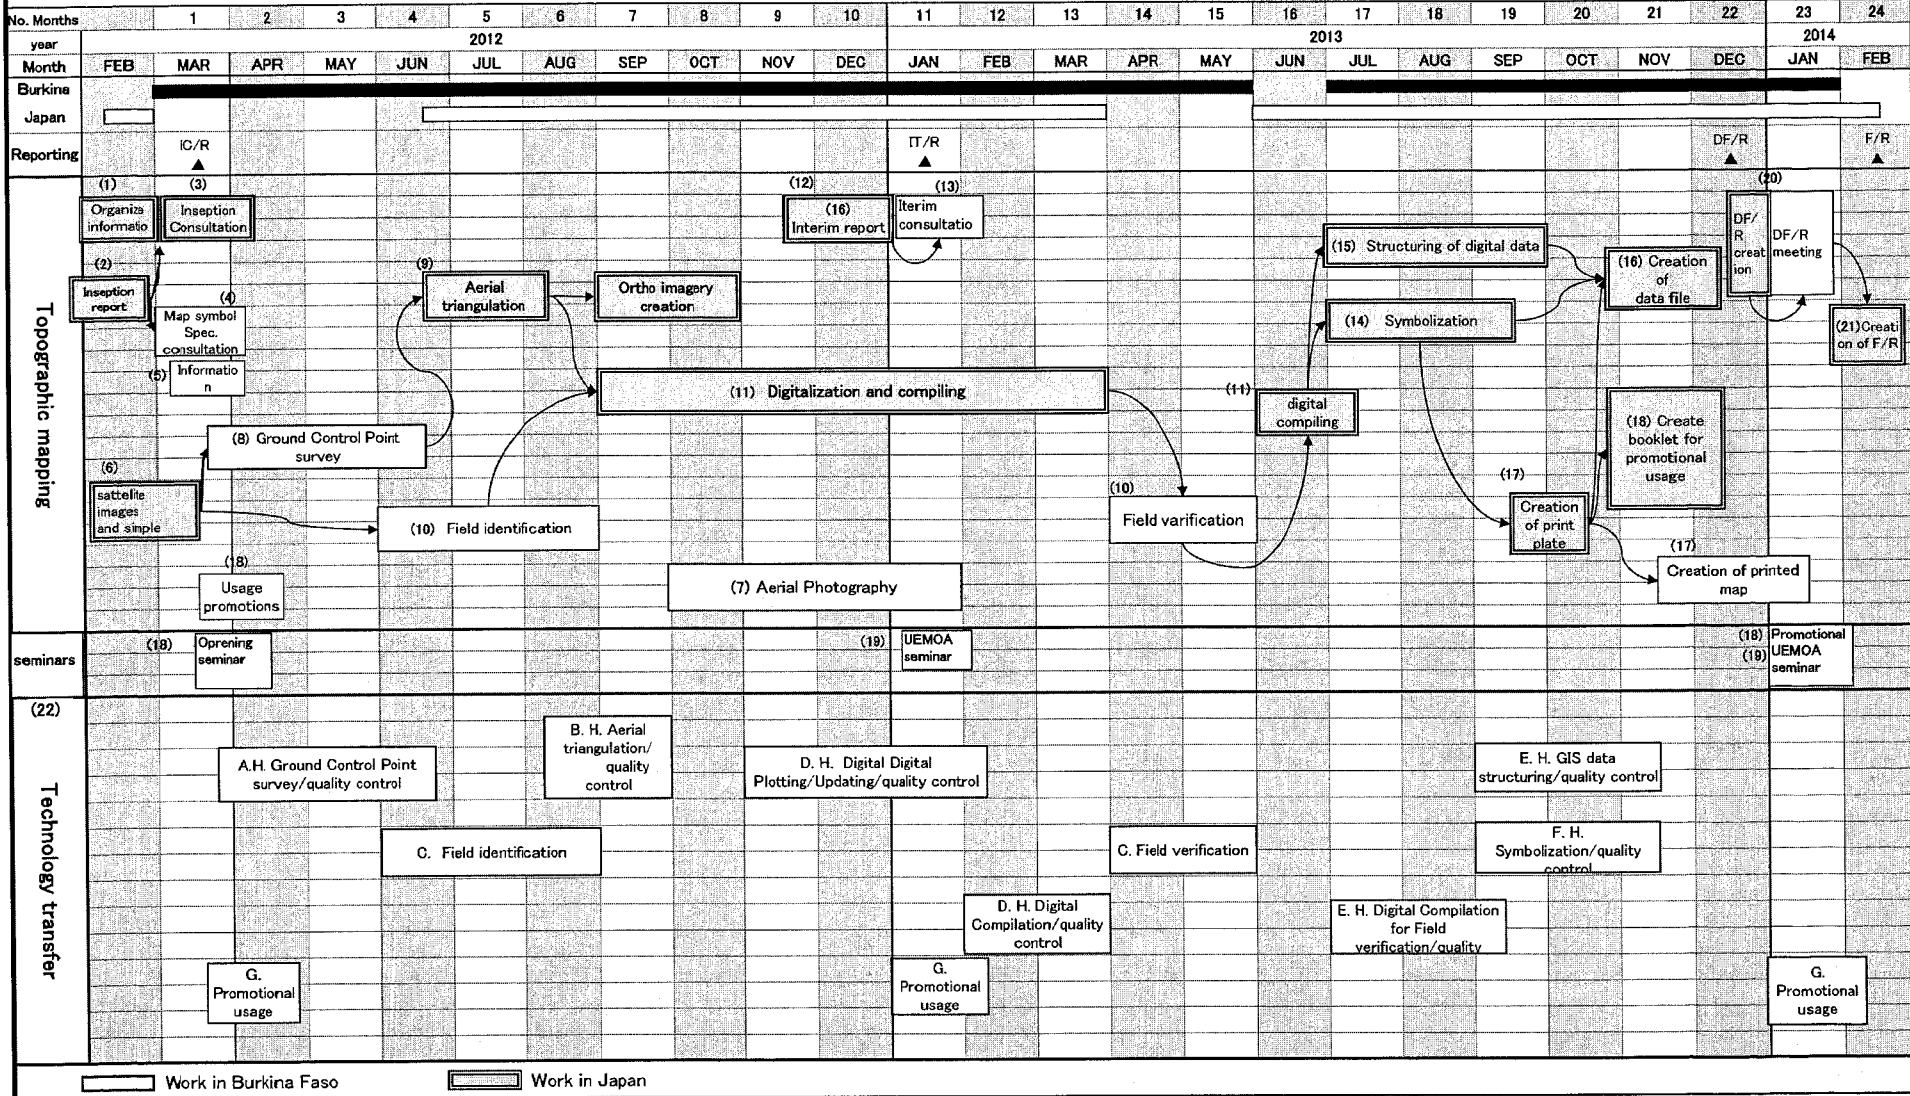 No. Months 1 2 3 4 5 6 7 8 9 10 11 12 13 14 15 16 17 18 19 20 21 22 23 24
year 2012 2013 2014
Month FEB MAR APR MAY JUN JUL AUG SEP OCT NOV DEC JAN FEB MAR APR MAY JUN JUL AUG SEP OCT NOV DEC JAN FEB
Burkina
Japan
Reporting
IC/R
IT/R
DF/R
F/R
Topographic mapping
(1)
Organiza
informatio
(2)
Inseption
report
(3)
Inseption
Consultation
(4)
Map symbol
Spec.
consultation
(5)
Informatio
n
(6)
sattelite
images
and simple
(8) Ground Control Point
survey
(18)
Usage
promotions
(9)
Aerial
triangulation
Ortho imagery
creation
(10) Field identification
(11) Digitalization and compiling
(7) Aerial Photography
(12)
(16)
Interim report
(13)
Iterim
consultatio
(10)
Field varification
(11)
digital
compiling
(15) Structuring of digital data
(14) Symbolization
(16) Creation
of
data file
(17)
Creation
of print
plate
(18) Create
booklet for
promotional
usage
(17)
Creation of printed
map
(20)
DF/
R
creat
ion
DF/R
meeting
(21)Creati
on of F/R
seminars
(18)
Oprening
seminar
(19)
UEMOA
seminar
(18)
(19)
Promotional
UEMOA
seminar
(22)
Technology transfer
A.H. Ground Control Point
survey/quality control
B. H. Aerial
triangulation/
quality
control
D. H. Digital Digital
Plotting/Updating/quality control
E. H. GIS data
structuring/quality control
C. Field identification
C. Field verification
F. H.
Symbolization/quality
control
D. H. Digital
Compilation/quality
control
E. H. Digital Compilation
for Field
verification/quality
G.
Promotional
usage
G.
Promotional
usage
G.
Promotional
usage
Work in Burkina Faso
Work in Japan